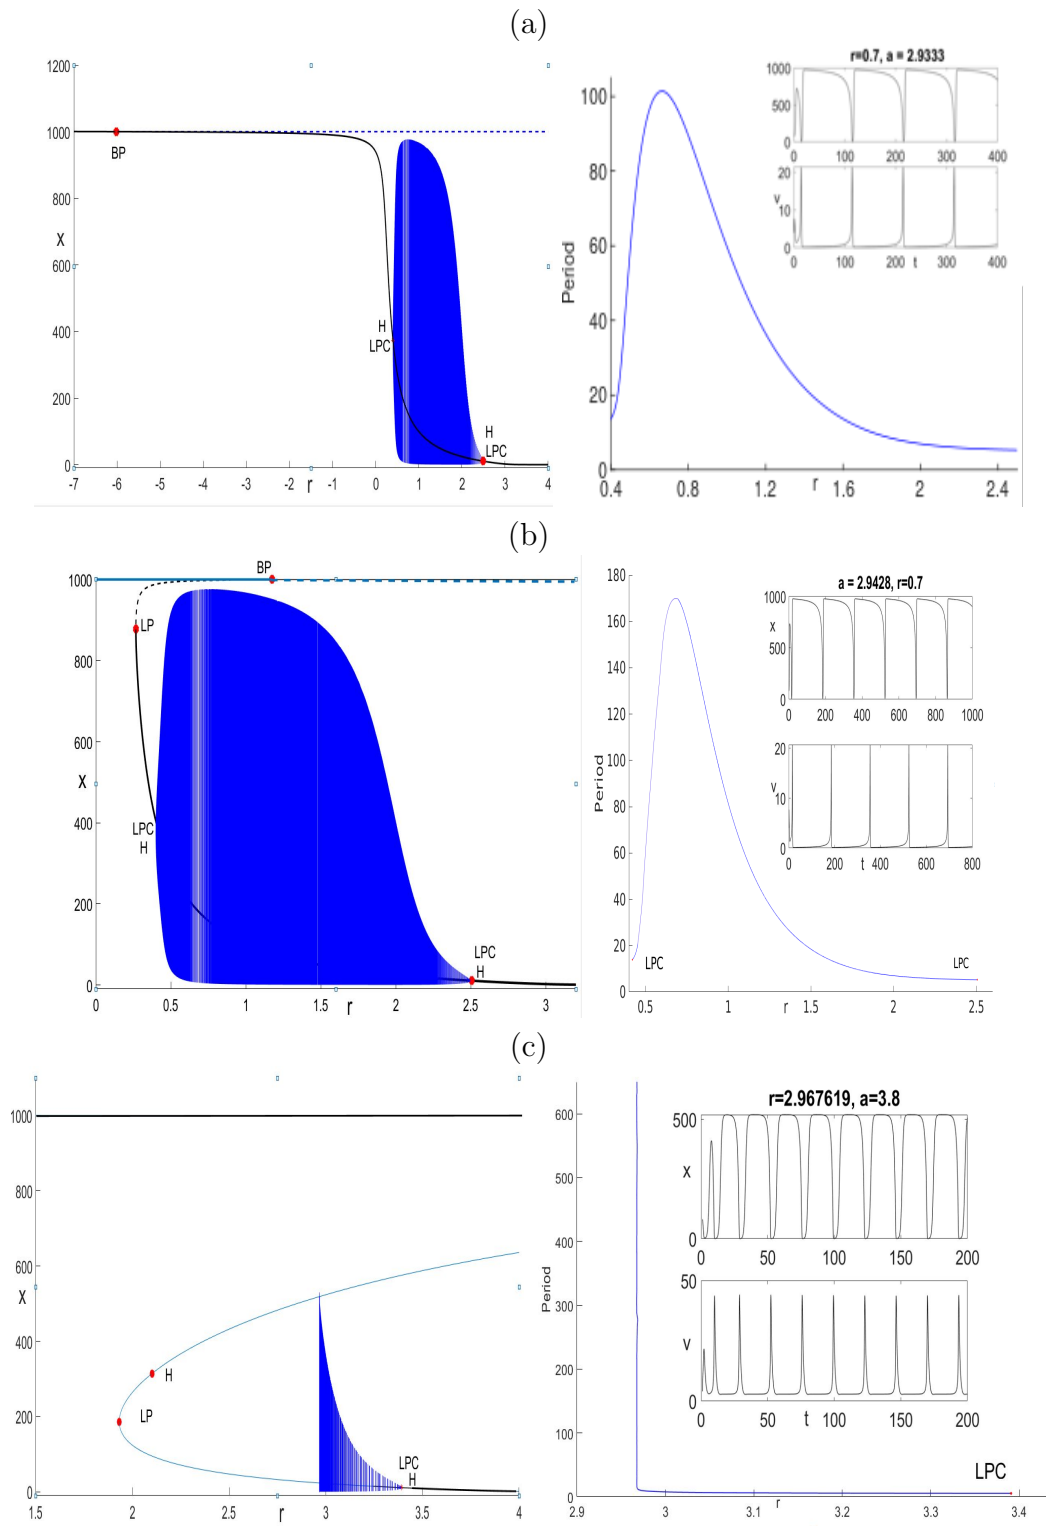 (a)
1200
1000
800
600
400
200
0
X
BP
H
LPC
H
LPC
-7 -6 -5 -4 -3 -2 -1 0 1 2 3 4
r
100
80
60
40
20
0
Period
0.4 0.8 1.2 1.6 2 2.4
r
r=0.7, a = 2.9333
1000
500
0
0 100 200 300 400
20
10
0
v
0 100 200 300 400
t
(b)
1000
800
600
400
200
0
X
BP
LP
LPC
H
LPC
H
0 0.5 1 1.5 2 2.5 3
r
180
160
140
120
100
80
60
40
20
0
Period
LPC
LPC
0.5 1 1.5 2 2.5
r
a = 2.9428, r=0.7
1000
500
0
X
0 200 400 600 800 1000
20
10
0
v
0 200 400 600 800
t
(c)
1000
800
600
400
200
0
X
H
LP
LPC
H
1.5 2 2.5 3 3.5 4
r
600
500
400
300
200
100
0
Period
LPC
2.9 3 3.1 3.2 3.3 3.4
r
r=2.967619, a=3.8
500
0
X
0 50 100 150 200
50
0
v
0 50 100 150 200
t